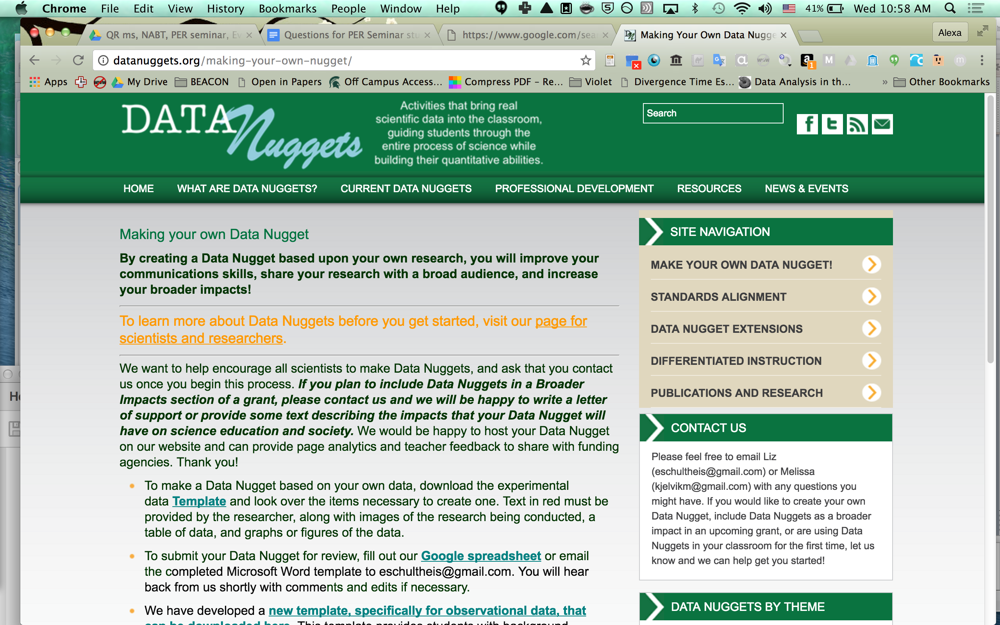 Chrome File Edit View History Bookmarks People Window Help 41% Wed 10:58 AM
QR ms, NABT, PER seminar, Ev
Questions for PER Seminar stu
https://www.google.com/sea
Making Your Own Data Nugge
Alexa
datanuggets.org/making-your-own-nugget/
Apps My Drive BEACON Open in Papers Off Campus Access... Compress PDF – Re... Violet Divergence Time Es... Data Analysis in th... » Other Bookmarks
DATA Nuggets
Activities that bring real
scientific data into the classroom,
guiding students through the
entire process of science while
building their quantitative abilities.
Search
HOME WHAT ARE DATA NUGGETS? CURRENT DATA NUGGETS PROFESSIONAL DEVELOPMENT RESOURCES NEWS & EVENTS
Making your own Data Nugget
By creating a Data Nugget based upon your own research, you will improve your
communications skills, share your research with a broad audience, and increase
your broader impacts!
To learn more about Data Nuggets before you get started, visit our page for
scientists and researchers.
We want to help encourage all scientists to make Data Nuggets, and ask that you contact
us once you begin this process. If you plan to include Data Nuggets in a Broader
Impacts section of a grant, please contact us and we will be happy to write a letter
of support or provide some text describing the impacts that your Data Nugget will
have on science education and society. We would be happy to host your Data Nugget
on our website and can provide page analytics and teacher feedback to share with funding
agencies. Thank you!
To make a Data Nugget based on your own data, download the experimental
data Template and look over the items necessary to create one. Text in red must be
provided by the researcher, along with images of the research being conducted, a
table of data, and graphs or figures of the data.
To submit your Data Nugget for review, fill out our Google spreadsheet or email
the completed Microsoft Word template to eschultheis@gmail.com. You will hear
back from us shortly with comments and edits if necessary.
We have developed a new template, specifically for observational data, that
can be downloaded here. This template provides students with background
SITE NAVIGATION
MAKE YOUR OWN DATA NUGGET!
STANDARDS ALIGNMENT
DATA NUGGET EXTENSIONS
DIFFERENTIATED INSTRUCTION
PUBLICATIONS AND RESEARCH
CONTACT US
Please feel free to email Liz
(eschultheis@gmail.com) or Melissa
(kjelvikm@gmail.com) with any questions you
might have. If you would like to create your own
Data Nugget, include Data Nuggets as a broader
impact in an upcoming grant, or are using Data
Nuggets in your classroom for the first time, let us
know and we can help get you started!
DATA NUGGETS BY THEME